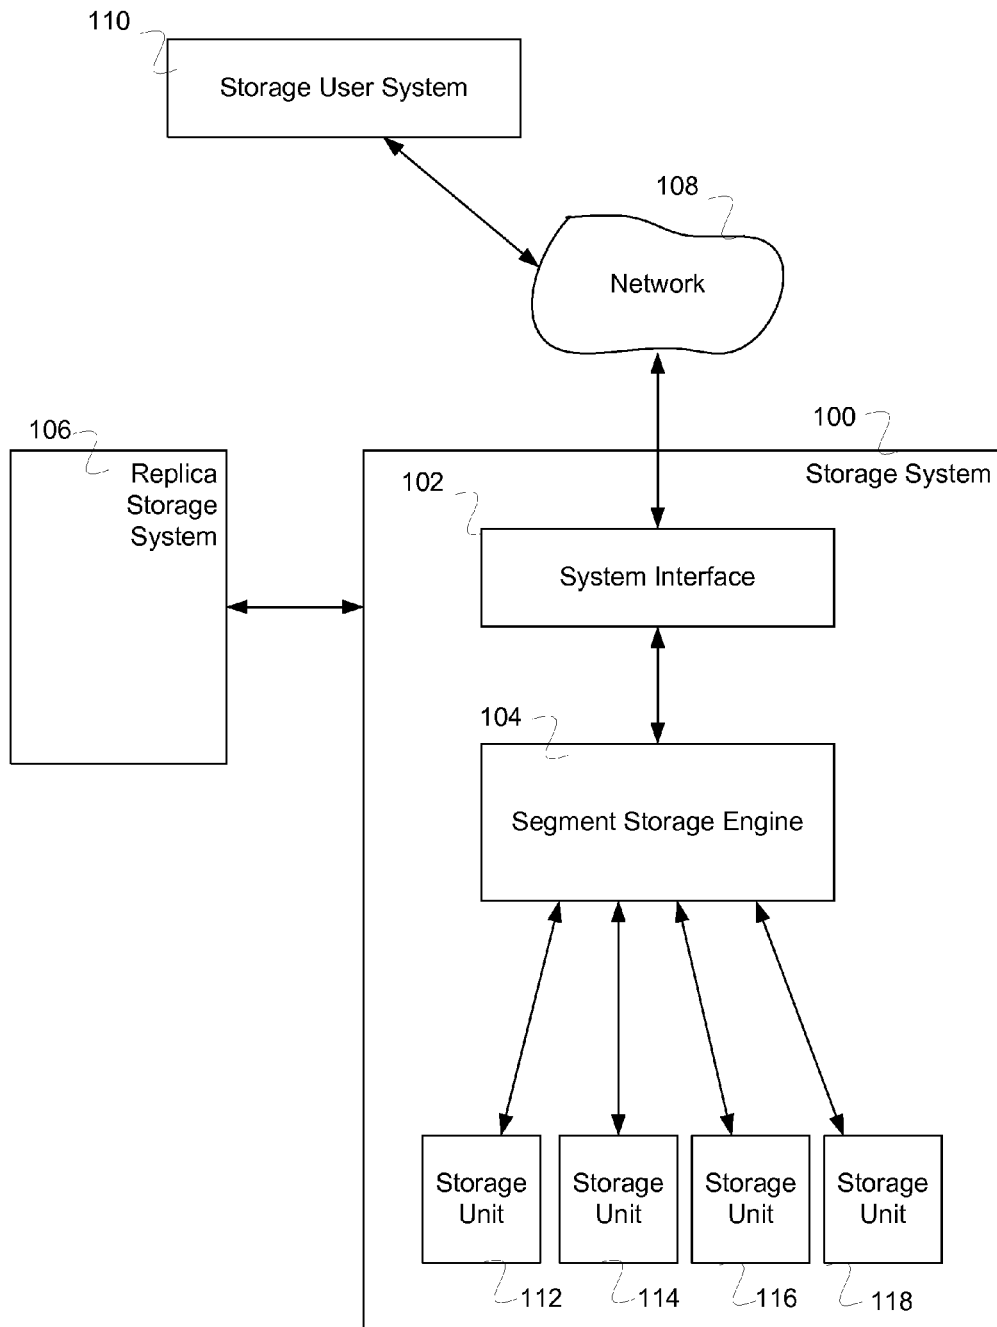 110
Storage User System
108
Network
100
106
Replica
Storage
System
Storage System
102
System Interface
104
Segment Storage Engine
Storage
Unit
Storage
Unit
Storage
Unit
Storage
Unit
112
114
116
118